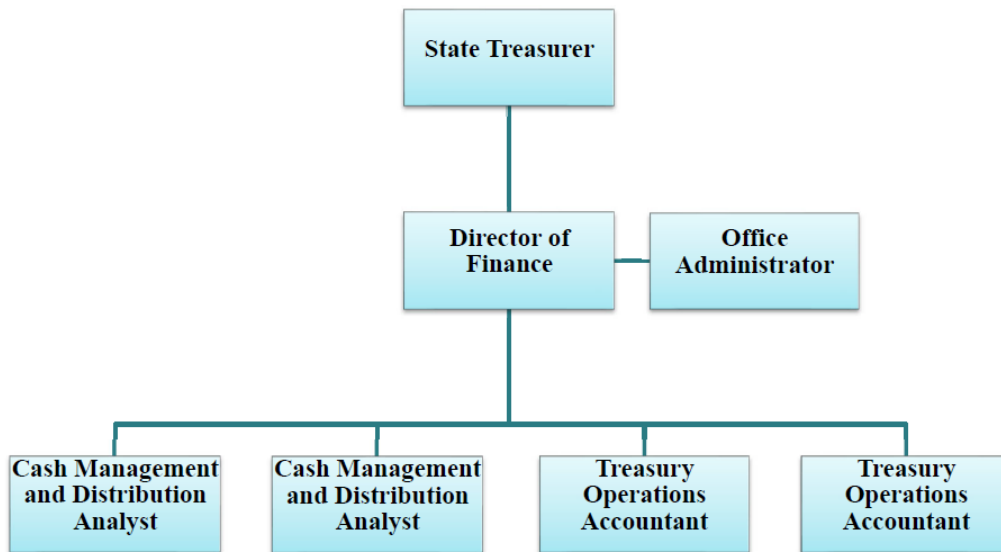 State Treasurer
Director of
Finance
Office
Administrator
Cash Management
and Distribution
Analyst
Cash Management
and Distribution
Analyst
Treasury
Operations
Accountant
Treasury
Operations
Accountant